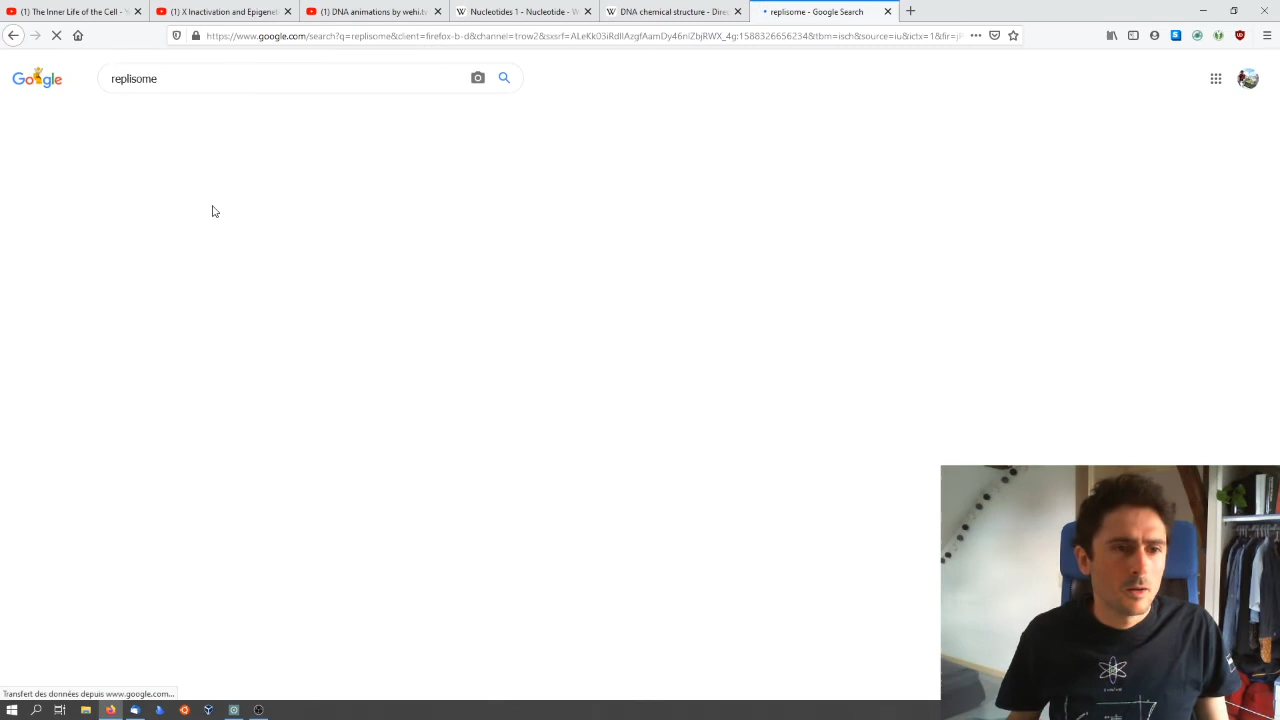 (1) The Inner Life of the Cell - Y
(1) X Inactivation and Epigenet
(1) DNA animations by wehi.tv
Nucleotides 1 - Nucleotide - W
DNA chemical structure - Direc
replisome - Google Search
https://www.google.com/search?q=replisome&client=firefox-b-d&channel=trow2&sxsrf=ALeKk03iRdIIAzgfAamDy46nIZbjRWX_4g:1588326656234&tbm=isch&source=iu&ictx=1&fir=j
Google
replisome
Transfert des données depuis www.google.com...